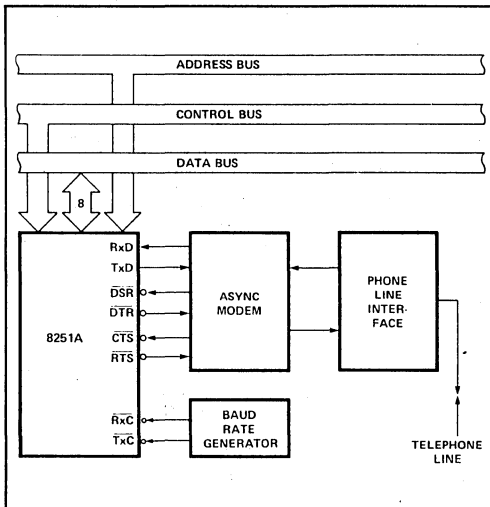 ADDRESS BUS
CONTROL BUS
DATA BUS
8
8251A
RxD
TxD
DSR
DTR
CTS
RTS
RxC
TxC
ASYNC
MODEM
PHONE
LINE
INTER-
FACE
BAUD
RATE
GENERATOR
TELEPHONE
LINE